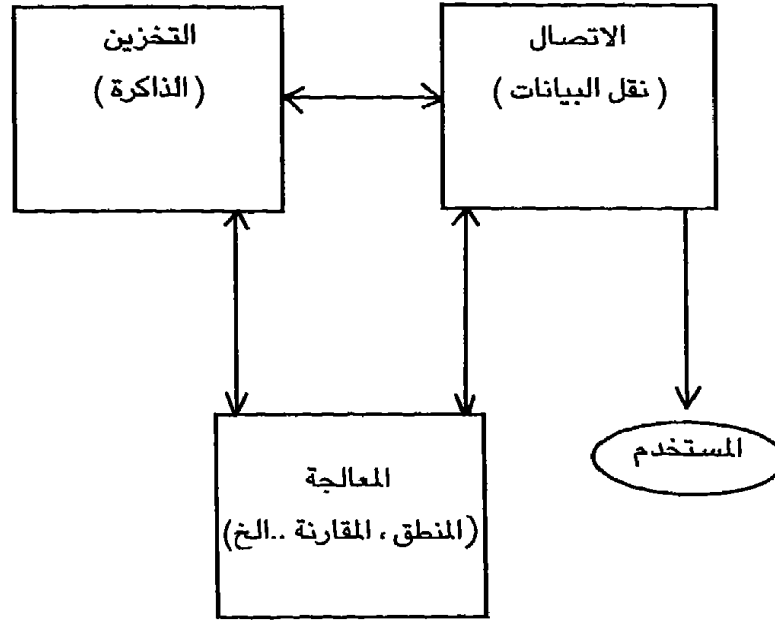 الاتصال
( نقل البيانات )
التخزين
( الذاكرة )
المستخدم
المعالجة
(المنطق ، المقارنة ..الخ)